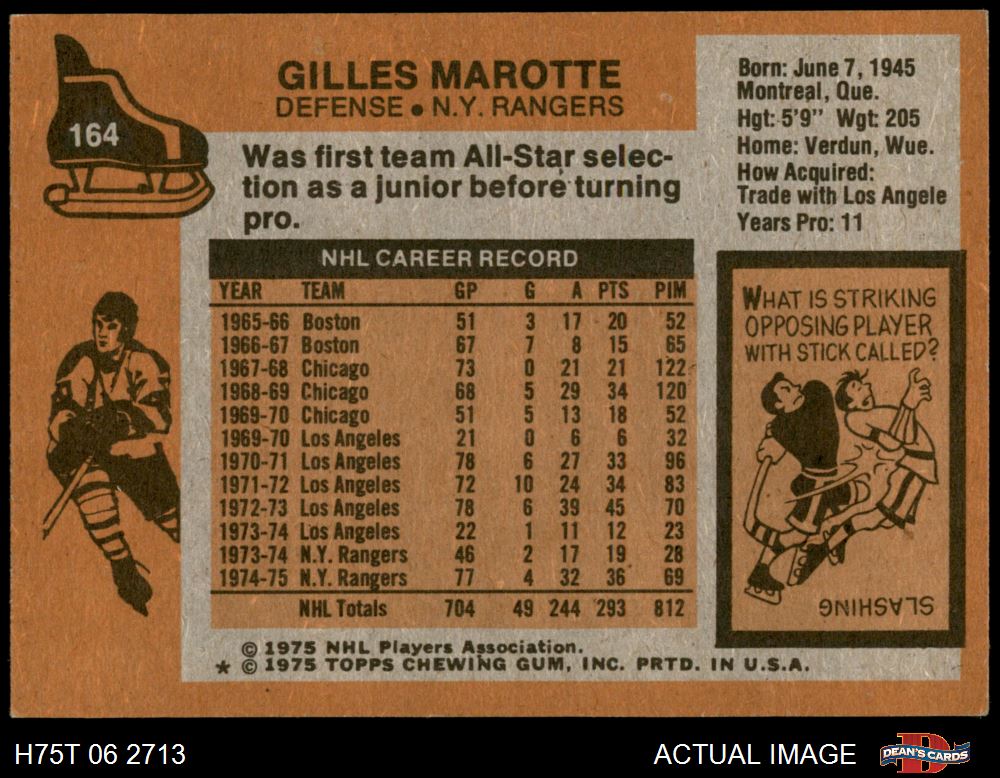 164
GILLES MAROTTE
DEFENSE • N.Y. RANGERS
Was first team All-Star selec-
tion as a junior before turning
pro.
Born: June 7, 1945
Montreal, Que.
Hgt: 5'9" Wgt: 205
Home: Verdun, Wue.
How Acquired:
Trade with Los Angele
Years Pro: 11
NHL CAREER RECORD
YEAR TEAM GP G A PTS PIM
1965-66 Boston 51 3 17 20 52
1966-67 Boston 67 7 8 15 65
1967-68 Chicago 73 0 21 21 122
1968-69 Chicago 68 5 29 34 120
1969-70 Chicago 51 5 13 18 52
1969-70 Los Angeles 21 0 6 6 32
1970-71 Los Angeles 78 6 27 33 96
1971-72 Los Angeles 72 10 24 34 83
1972-73 Los Angeles 78 6 39 45 70
1973-74 Los Angeles 22 1 11 12 23
1973-74 N.Y. Rangers 46 2 17 19 28
1974-75 N.Y. Rangers 77 4 32 36 69
NHL Totals 704 49 244 293 812
WHAT IS STRIKING
OPPOSING PLAYER
WITH STICK CALLED?
SLASHING
© 1975 NHL Players Association.
* © 1975 TOPPS CHEWING GUM, INC. PRTD. IN U.S.A.
H75T 06 2713
ACTUAL IMAGE
DEAN'S CARDS